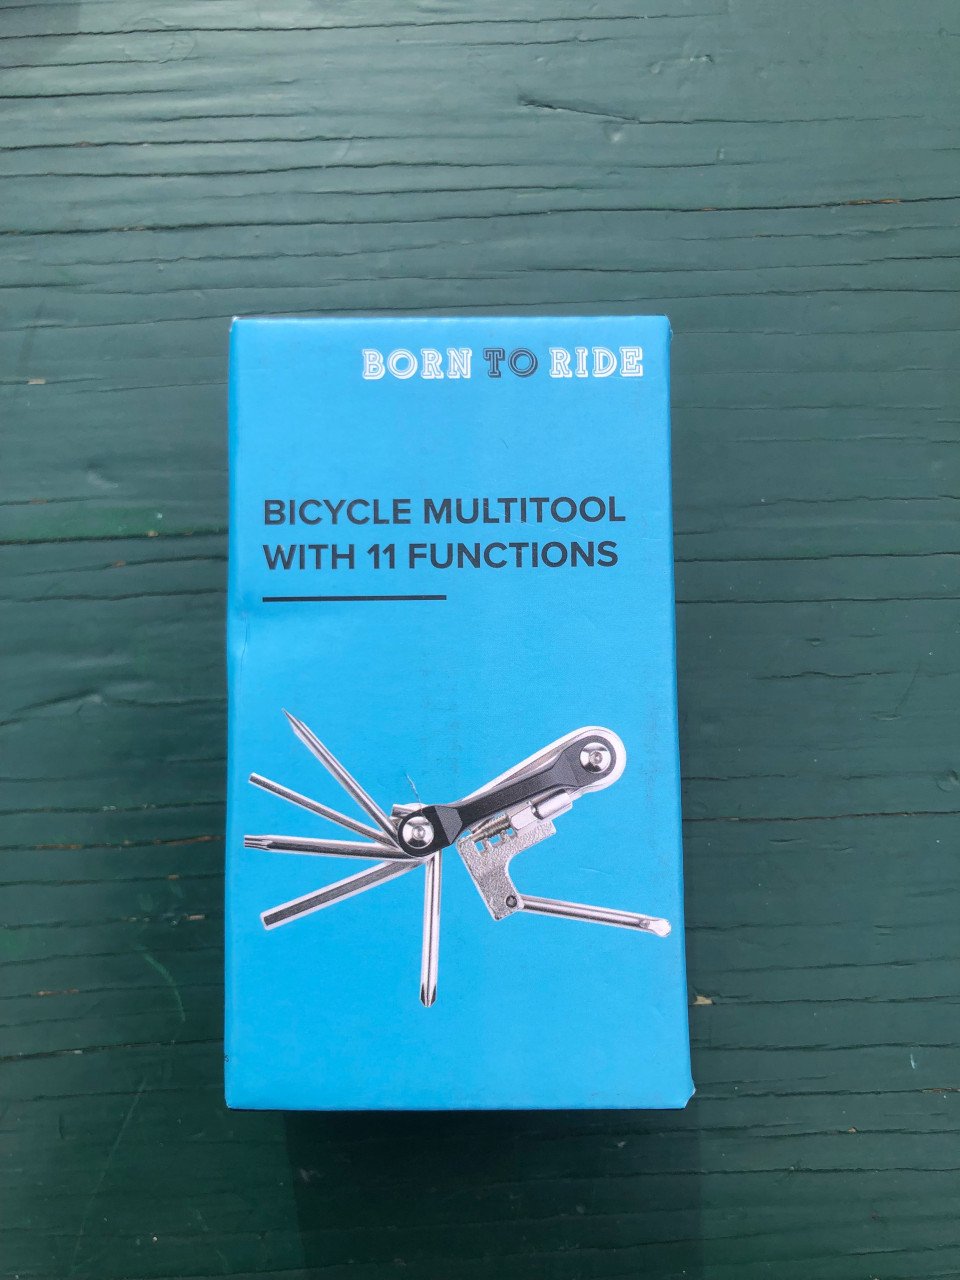 BORN TO RIDE
BICYCLE MULTITOOL
WITH 11 FUNCTIONS